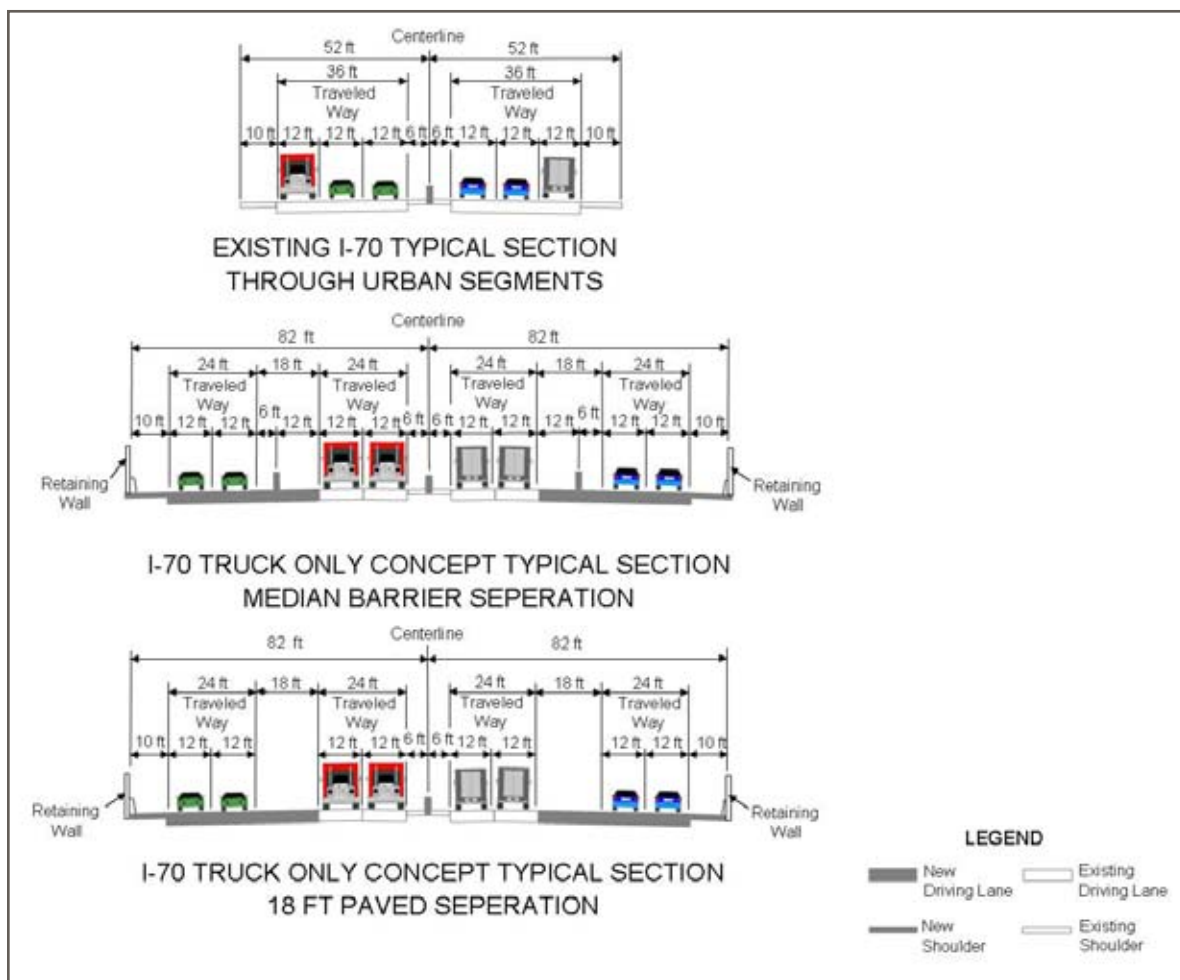 Centerline
52 ft 52 ft
36 ft 36 ft
Traveled Way Traveled Way
10 ft 12 ft 12 ft 12 ft 6 ft 6 ft 12 ft 12 ft 12 ft 10 ft
EXISTING I-70 TYPICAL SECTION
THROUGH URBAN SEGMENTS
Centerline
82 ft 82 ft
24 ft 18 ft 24 ft 24 ft 18 ft 24 ft
Traveled Way Traveled Way Traveled Way Traveled Way
10 ft 12 ft 12 ft 6 ft 12 ft 12 ft 12 ft 6 ft 6 ft 12 ft 12 ft 12 ft 6 ft 12 ft 12 ft 10 ft
Retaining Wall Retaining Wall
I-70 TRUCK ONLY CONCEPT TYPICAL SECTION
MEDIAN BARRIER SEPERATION
Centerline
82 ft 82 ft
24 ft 18 ft 24 ft 24 ft 18 ft 24 ft
Traveled Way Traveled Way Traveled Way Traveled Way
10 ft 12 ft 12 ft 12 ft 12 ft 6 ft 6 ft 12 ft 12 ft 12 ft 12 ft 10 ft
Retaining Wall Retaining Wall
I-70 TRUCK ONLY CONCEPT TYPICAL SECTION
18 FT PAVED SEPERATION
LEGEND
New Driving Lane
Existing Driving Lane
New Shoulder
Existing Shoulder